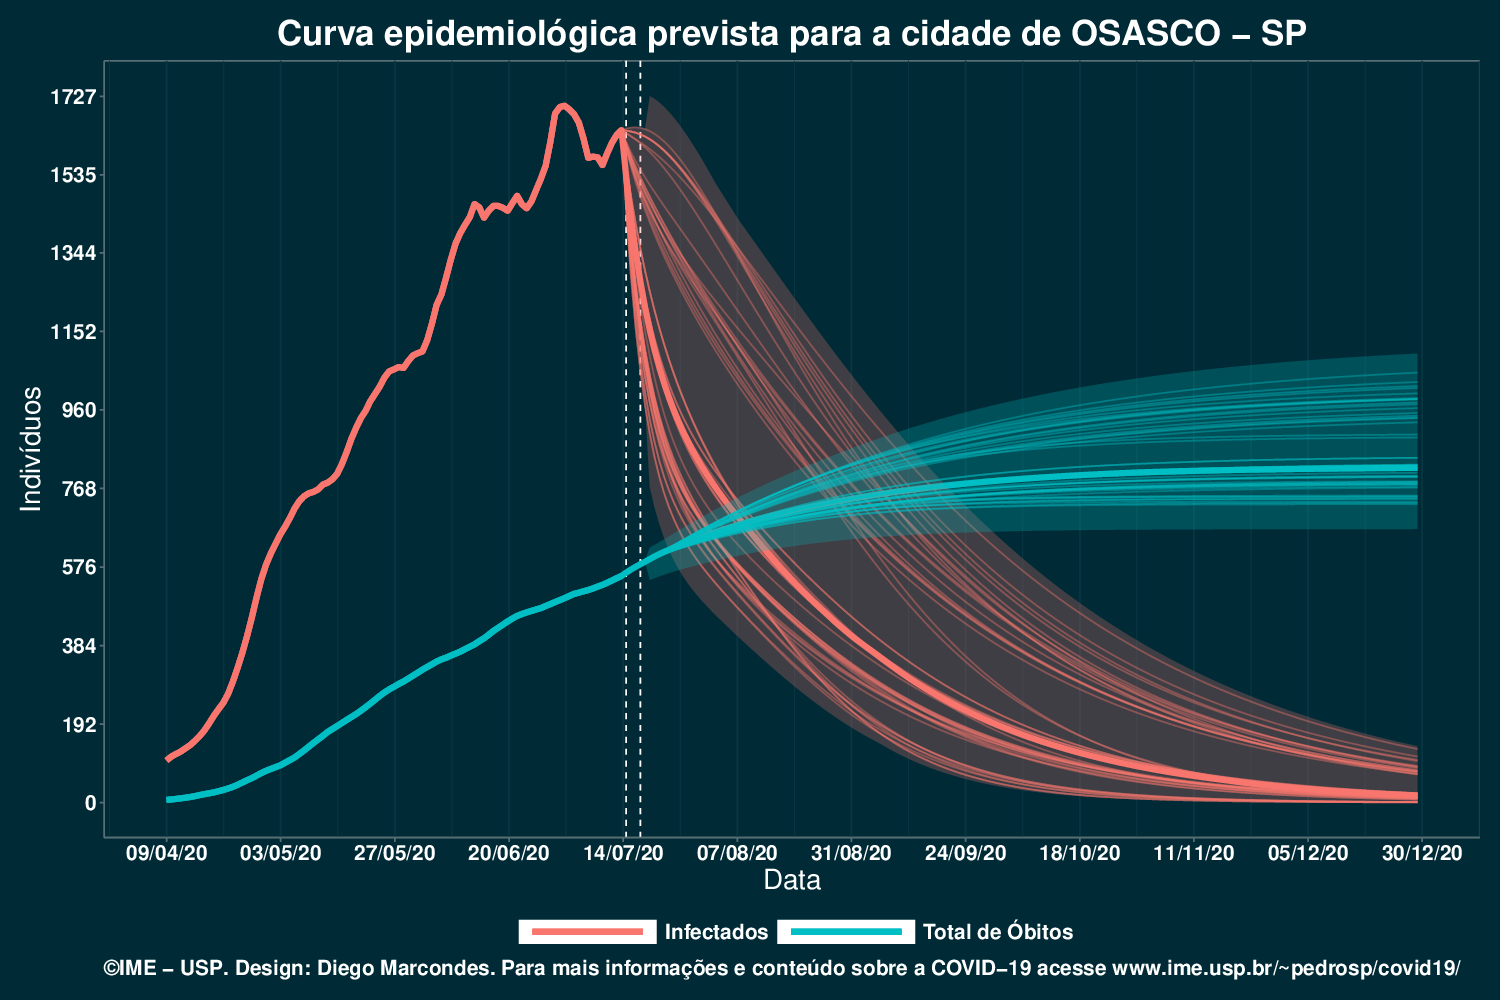 Curva epidemiológica prevista para a cidade de OSASCO – SP
Indivíduos
1727
1535
1344
1152
960
768
576
384
192
0
09/04/20 03/05/20 27/05/20 20/06/20 14/07/20 07/08/20 31/08/20 24/09/20 18/10/20 11/11/20 05/12/20 30/12/20
Data
Infectados Total de Óbitos
©IME – USP. Design: Diego Marcondes. Para mais informações e conteúdo sobre a COVID–19 acesse www.ime.usp.br/~pedrosp/covid19/